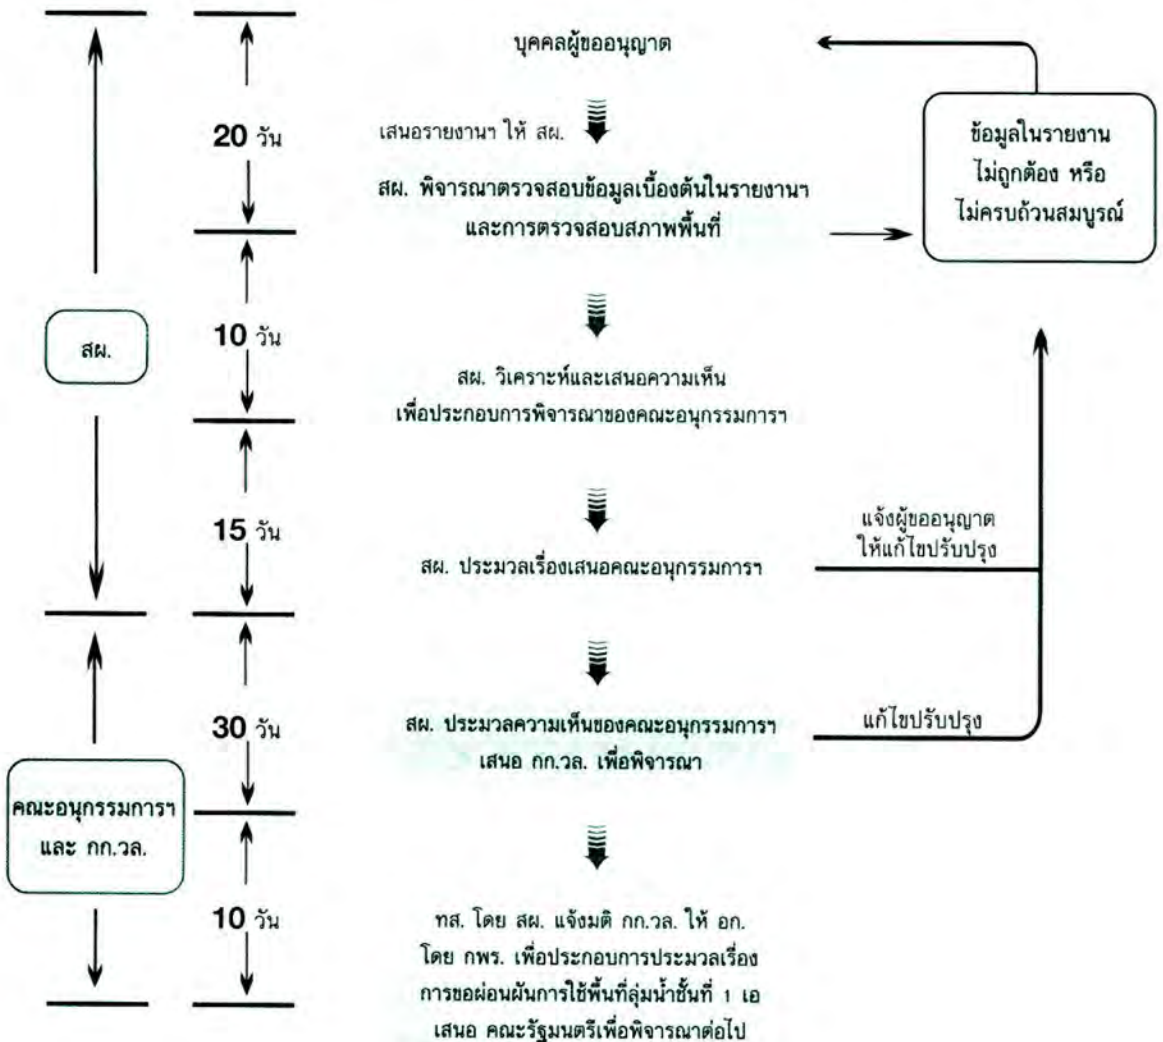 บุคคลผู้ขออนุญาต
20 วัน
เสนอรายงานฯ ให้ สผ.
ข้อมูลในรายงาน
ไม่ถูกต้อง หรือ
ไม่ครบถ้วนสมบูรณ์
สผ. พิจารณาตรวจสอบข้อมูลเบื้องต้นในรายงานฯ
และการตรวจสอบสภาพพื้นที่
สผ.
10 วัน
สผ. วิเคราะห์และเสนอความเห็น
เพื่อประกอบการพิจารณาของคณะอนุกรรมการฯ
15 วัน
สผ. ประมวลเรื่องเสนอคณะอนุกรรมการฯ
แจ้งผู้ขออนุญาต
ให้แก้ไขปรับปรุง
30 วัน
สผ. ประมวลความเห็นของคณะอนุกรรมการฯ
เสนอ กก.วล. เพื่อพิจารณา
แก้ไขปรับปรุง
คณะอนุกรรมการฯ
และ กก.วล.
10 วัน
ทส. โดย สผ. แจ้งมติ กก.วล. ให้ อก.
โดย กพร. เพื่อประกอบการประมวลเรื่อง
การขอผ่อนผันการใช้พื้นที่ลุ่มน้ำชั้นที่ 1 เอ
เสนอ คณะรัฐมนตรีเพื่อพิจารณาต่อไป